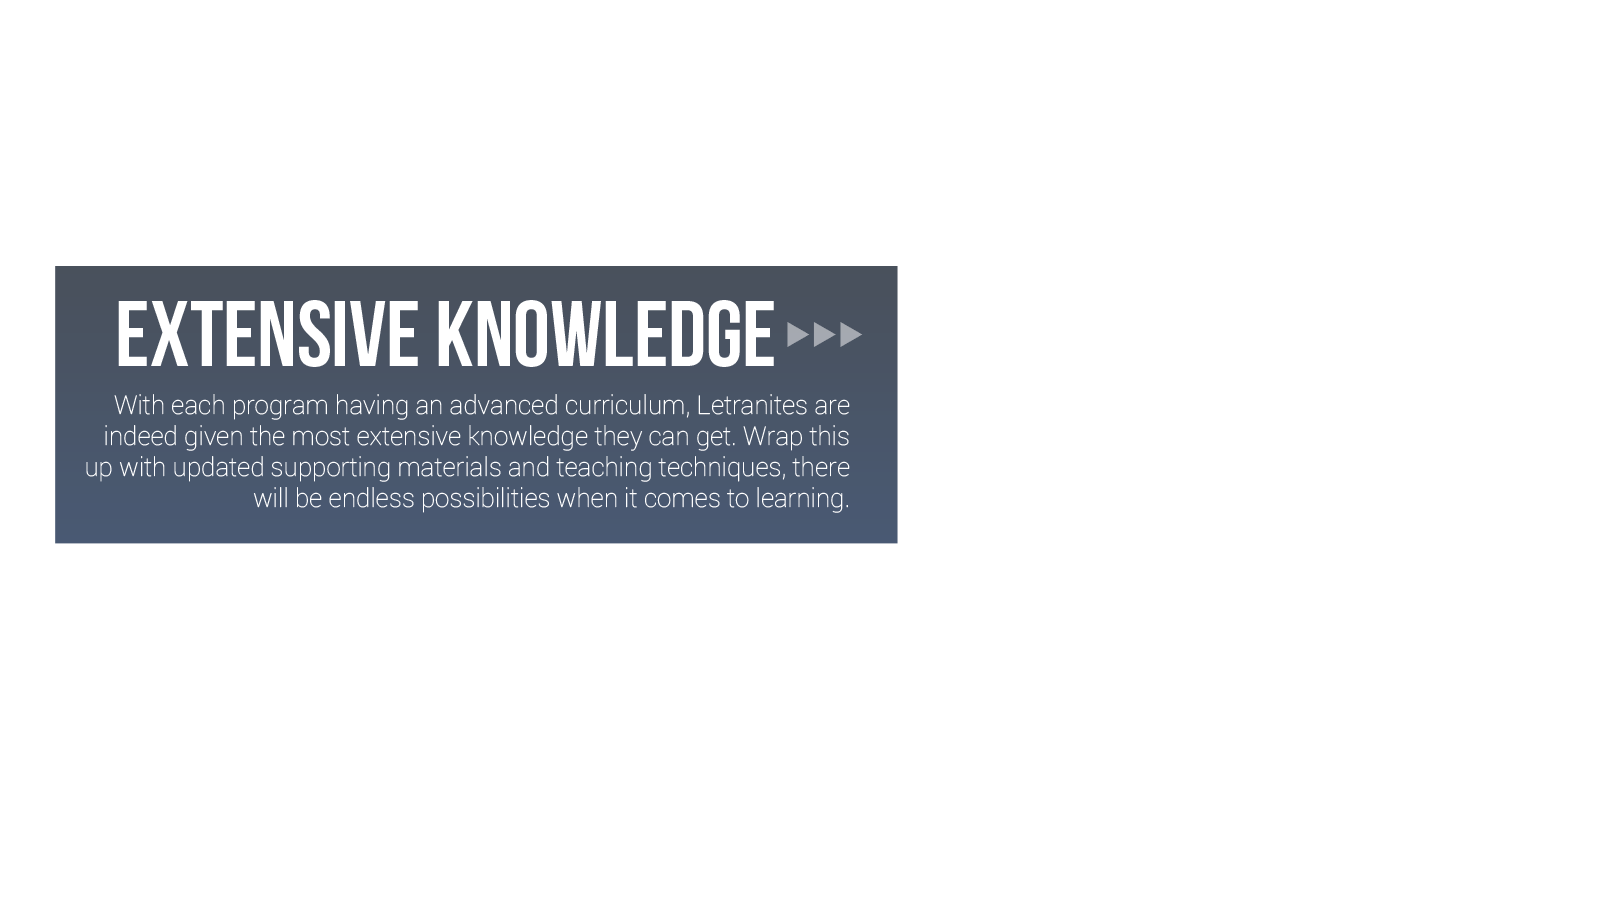 EXTENSIVE KNOWLEDGE
With each program having an advanced curriculum, Letranites are
indeed given the most extensive knowledge they can get. Wrap this
up with updated supporting materials and teaching techniques, there
will be endless possibilities when it comes to learning.